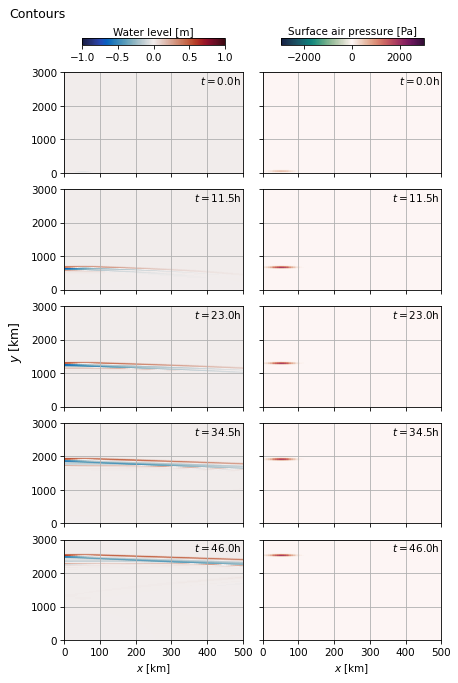 Contours
Water level [m]
−1.0 −0.5 0.0 0.5 1.0
Surface air pressure [Pa]
−2000 0 2000
y [km]
3000
2000
1000
0
t = 0.0h
t = 0.0h
3000
2000
1000
0
t = 11.5h
t = 11.5h
3000
2000
1000
0
t = 23.0h
t = 23.0h
3000
2000
1000
0
t = 34.5h
t = 34.5h
3000
2000
1000
0
t = 46.0h
t = 46.0h
0 100 200 300 400 500
x [km]
0 100 200 300 400 500
x [km]